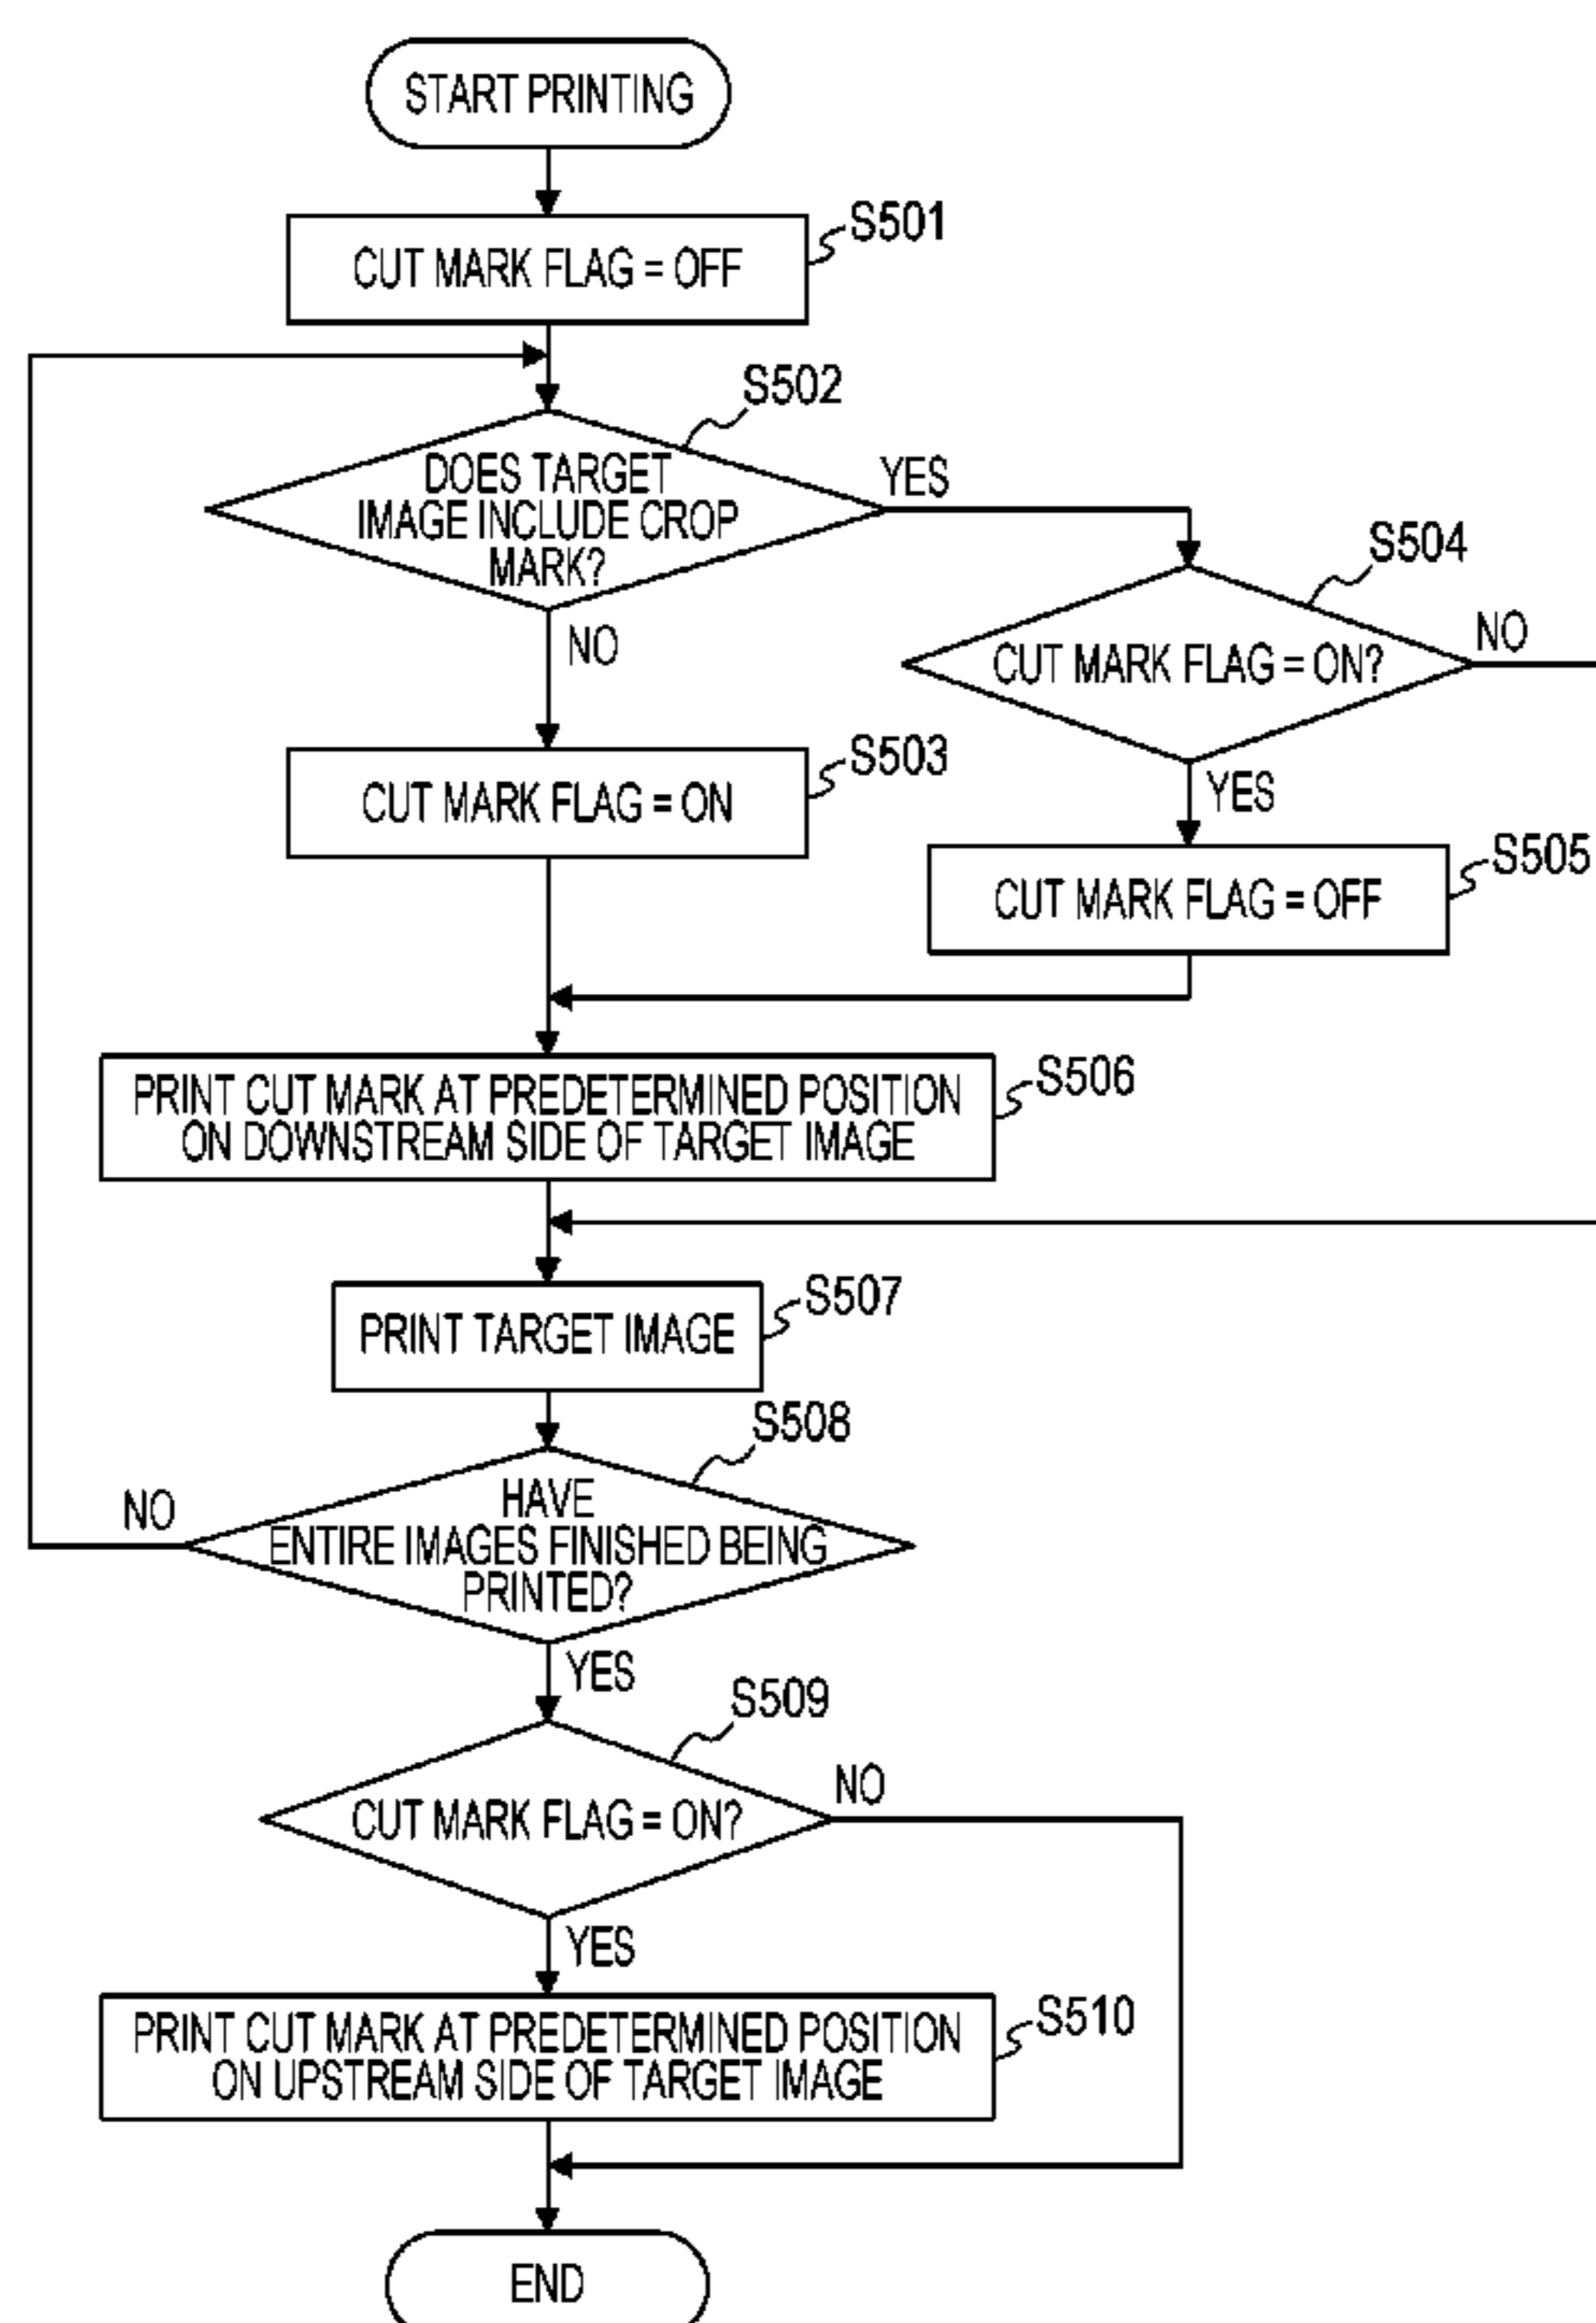 START PRINTING
S501
CUT MARK FLAG = OFF
S502
DOES TARGET
IMAGE INCLUDE CROP
MARK?
YES
NO
S504
CUT MARK FLAG = ON?
NO
YES
S503
CUT MARK FLAG = ON
S505
CUT MARK FLAG = OFF
S506
PRINT CUT MARK AT PREDETERMINED POSITION
ON DOWNSTREAM SIDE OF TARGET IMAGE
S507
PRINT TARGET IMAGE
S508
HAVE
ENTIRE IMAGES FINISHED BEING
PRINTED?
NO
YES
S509
CUT MARK FLAG = ON?
NO
YES
S510
PRINT CUT MARK AT PREDETERMINED POSITION
ON UPSTREAM SIDE OF TARGET IMAGE
END